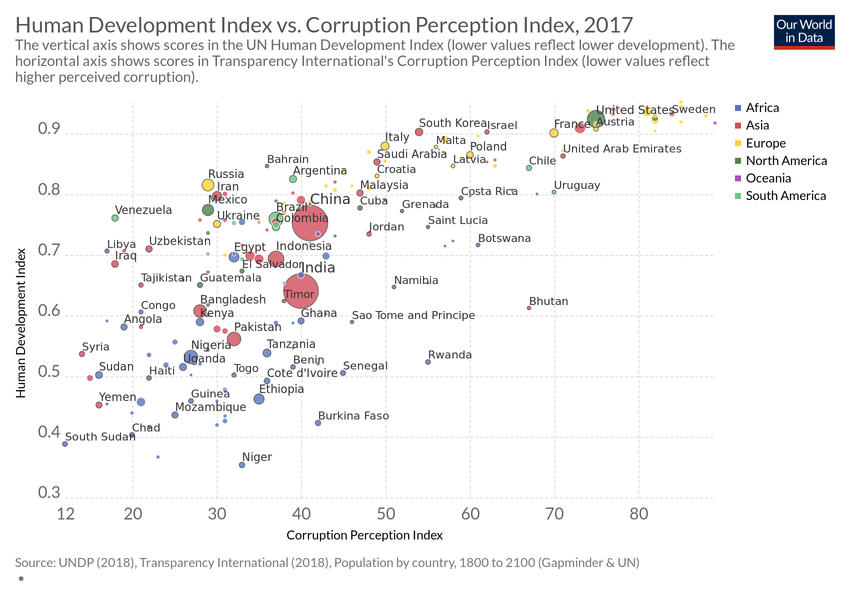 Human Development Index vs. Corruption Perception Index, 2017
The vertical axis shows scores in the UN Human Development Index (lower values reflect lower development). The
horizontal axis shows scores in Transparency International's Corruption Perception Index (lower values reflect
higher perceived corruption).
Our World
in Data
Africa
Asia
Europe
North America
Oceania
South America
Human Development Index
0.9
0.8
0.7
0.6
0.5
0.4
0.3
United States
Sweden
South Korea
Israel
France
Austria
Italy
Malta
Poland
United Arab Emirates
Saudi Arabia
Latvia
Chile
Bahrain
Croatia
Argentina
Russia
Malaysia
Uruguay
Iran
Costa Rica
Mexico
China
Cuba
Grenada
Venezuela
Brazil
Ukraine
Colombia
Saint Lucia
Jordan
Libya
Uzbekistan
Egypt
Indonesia
Botswana
Iraq
El Salvador
India
Tajikistan
Guatemala
Namibia
Timor
Bangladesh
Bhutan
Congo
Kenya
Ghana
Sao Tome and Principe
Angola
Pakistan
Syria
Nigeria
Tanzania
Rwanda
Uganda
Sudan
Haiti
Togo
Benin
Cote d'Ivoire
Senegal
Yemen
Guinea
Ethiopia
Mozambique
Burkina Faso
South Sudan
Chad
Niger
12
20
30
40
50
60
70
80
Corruption Perception Index
Source: UNDP (2018), Transparency International (2018), Population by country, 1800 to 2100 (Gapminder & UN)